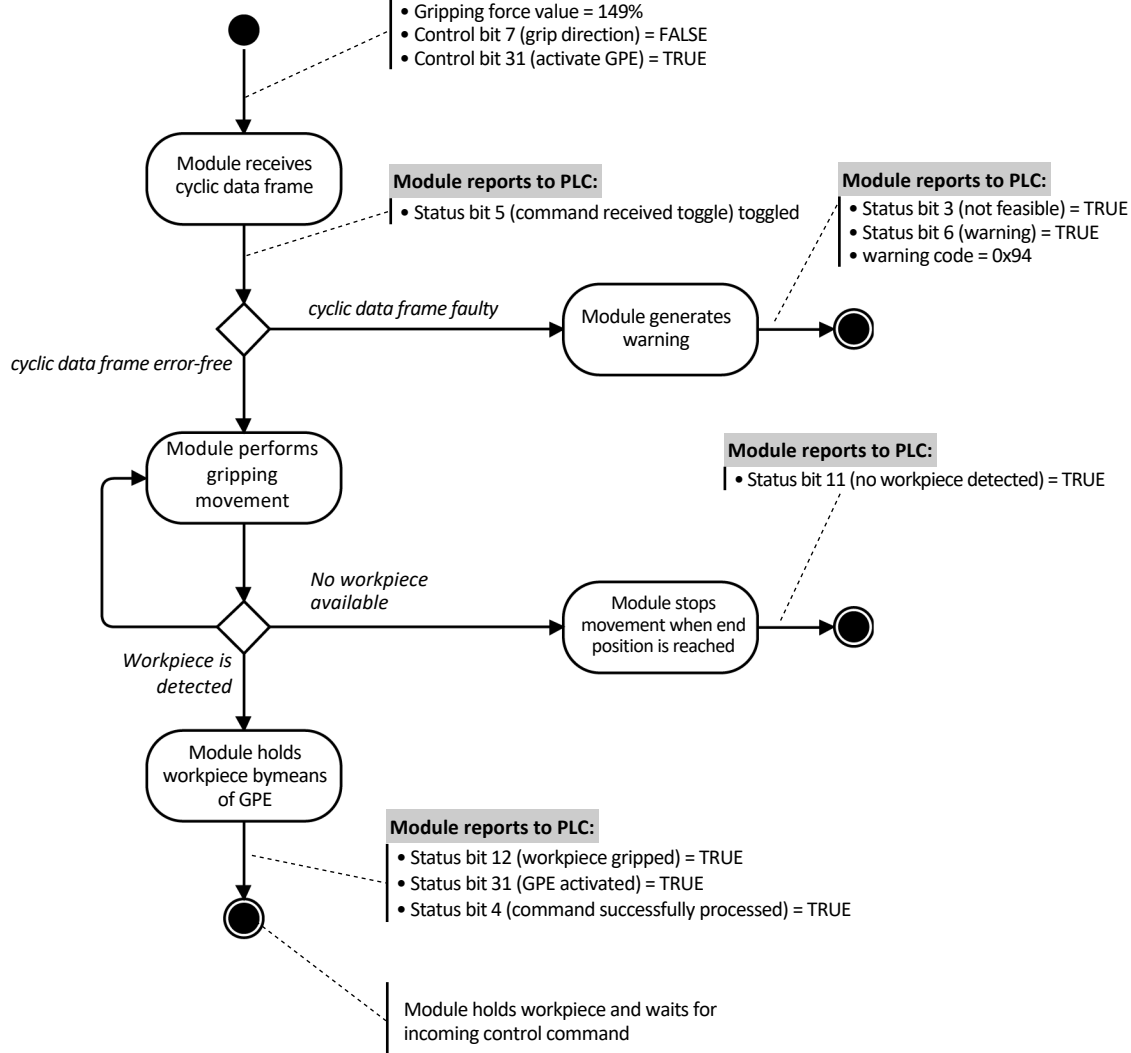 • Gripping force value = 149%
• Control bit 7 (grip direction) = FALSE
• Control bit 31 (activate GPE) = TRUE
Module receives
cyclic data frame
Module reports to PLC:
• Status bit 5 (command received toggle) toggled
Module reports to PLC:
• Status bit 3 (not feasible) = TRUE
• Status bit 6 (warning) = TRUE
• warning code = 0x94
cyclic data frame faulty
Module generates
warning
cyclic data frame error-free
Module performs
gripping
movement
Module reports to PLC:
• Status bit 11 (no workpiece detected) = TRUE
No workpiece
available
Module stops
movement when end
position is reached
Workpiece is
detected
Module holds
workpiece bymeans
of GPE
Module reports to PLC:
• Status bit 12 (workpiece gripped) = TRUE
• Status bit 31 (GPE activated) = TRUE
• Status bit 4 (command successfully processed) = TRUE
Module holds workpiece and waits for
incoming control command